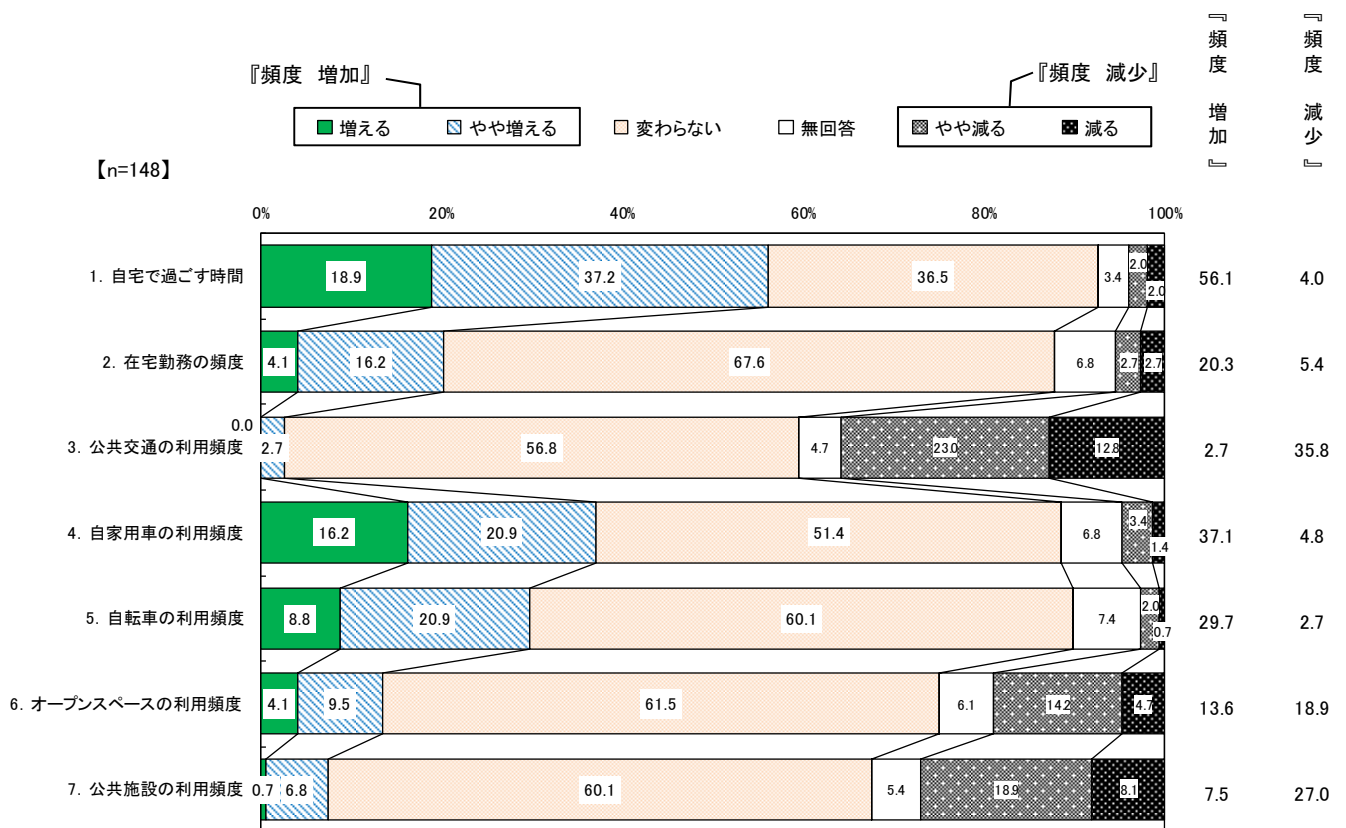 『頻度 増加』
『頻度 減少』
『頻度 増加』
『頻度 減少』
増える やや増える 変わらない 無回答 やや減る 減る
【n=148】
0% 20% 40% 60% 80% 100%
1. 自宅で過ごす時間 18.9 37.2 36.5 3.4 2.0 2.0 56.1 4.0
2. 在宅勤務の頻度 4.1 16.2 67.6 6.8 2.7 2.7 20.3 5.4
3. 公共交通の利用頻度 0.0 2.7 56.8 4.7 23.0 12.8 2.7 35.8
4. 自家用車の利用頻度 16.2 20.9 51.4 6.8 3.4 1.4 37.1 4.8
5. 自転車の利用頻度 8.8 20.9 60.1 7.4 2.0 0.7 29.7 2.7
6. オープンスペースの利用頻度 4.1 9.5 61.5 6.1 14.2 4.7 13.6 18.9
7. 公共施設の利用頻度 0.7 6.8 60.1 5.4 18.9 8.1 7.5 27.0